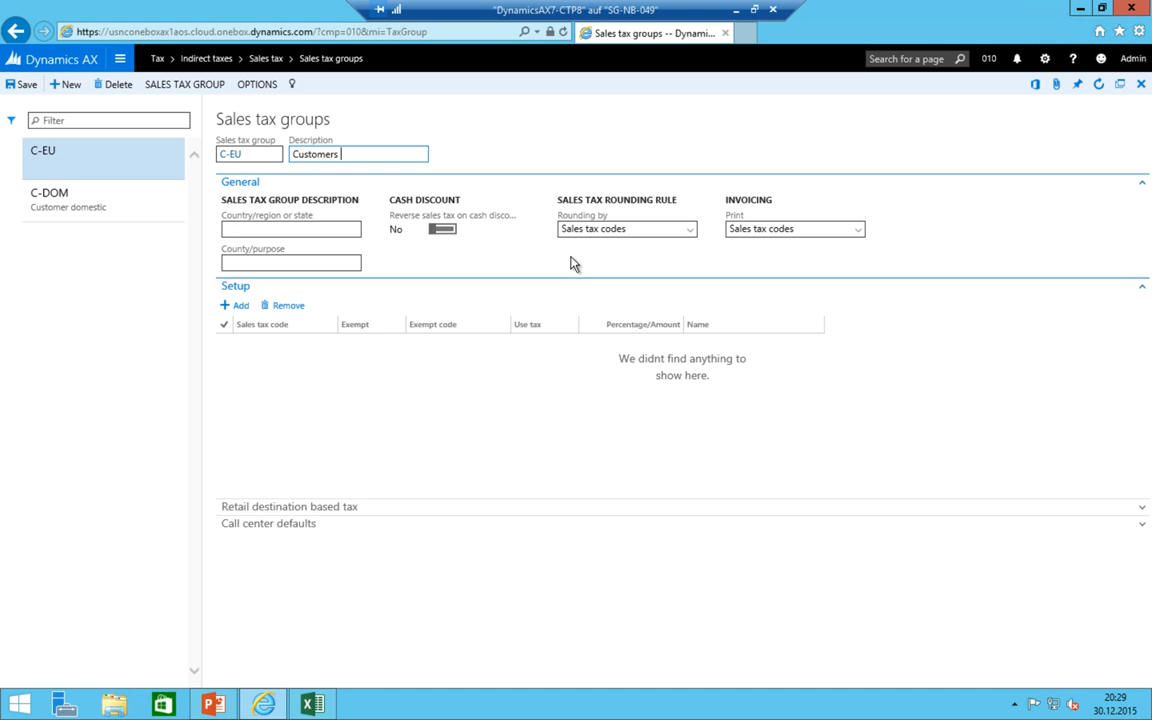 "DynamicsAX7-CTP8" auf "SG-NB-049"
https://usnconeboxax1aos.cloud.onebox.dynamics.com/?cmp=010&mi=TaxGroup
Sales tax groups -- Dynami...
Dynamics AX
Tax > Indirect taxes > Sales tax > Sales tax groups
Search for a page
010
Admin
Save
New
Delete
SALES TAX GROUP
OPTIONS
Filter
C-EU
C-DOM
Customer domestic
Sales tax groups
Sales tax group
Description
C-EU
Customers
General
SALES TAX GROUP DESCRIPTION
CASH DISCOUNT
SALES TAX ROUNDING RULE
INVOICING
Country/region or state
Reverse sales tax on cash disco...
Rounding by
Print
No
Sales tax codes
Sales tax codes
County/purpose
Setup
Add
Remove
Sales tax code
Exempt
Exempt code
Use tax
Percentage/Amount
Name
We didnt find anything to
show here.
Retail destination based tax
Call center defaults
20:29
30.12.2015